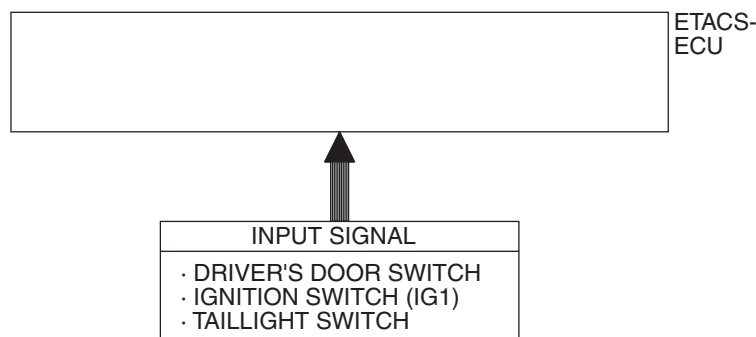 ETACS-
ECU
INPUT SIGNAL
· DRIVER'S DOOR SWITCH
· IGNITION SWITCH (IG1)
· TAILLIGHT SWITCH